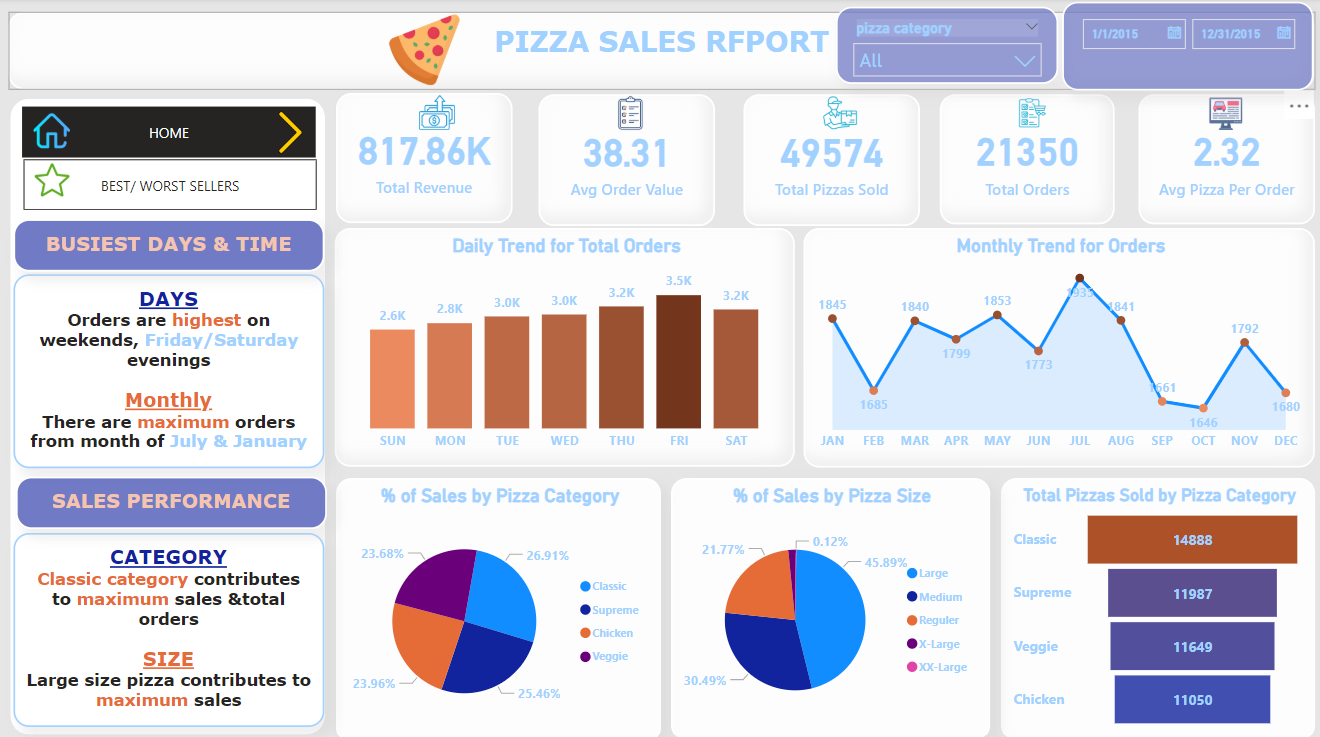 PIZZA SALES RFPORT
pizza category
All
1/1/2015
12/31/2015
HOME
BEST/ WORST SELLERS
817.86K
Total Revenue
38.31
Avg Order Value
49574
Total Pizzas Sold
21350
Total Orders
2.32
Avg Pizza Per Order
BUSIEST DAYS & TIME
DAYS
Orders are highest on
weekends, Friday/Saturday
evenings
Monthly
There are maximum orders
from month of July & January
SALES PERFORMANCE
CATEGORY
Classic category contributes
to maximum sales &total
orders
SIZE
Large size pizza contributes to
maximum sales
Daily Trend for Total Orders
2.6K
2.8K
3.0K
3.0K
3.2K
3.5K
3.2K
SUN MON TUE WED THU FRI SAT
Monthly Trend for Orders
1845
1685
1840
1799
1853
1773
1935
1841
1661
1646
1792
1680
JAN FEB MAR APR MAY JUN JUL AUG SEP OCT NOV DEC
% of Sales by Pizza Category
23.68%
26.91%
23.96%
25.46%
Classic
Supreme
Chicken
Veggie
% of Sales by Pizza Size
21.77%
0.12%
45.89%
30.49%
Large
Medium
Reguler
X-Large
XX-Large
Total Pizzas Sold by Pizza Category
Classic 14888
Supreme 11987
Veggie 11649
Chicken 11050